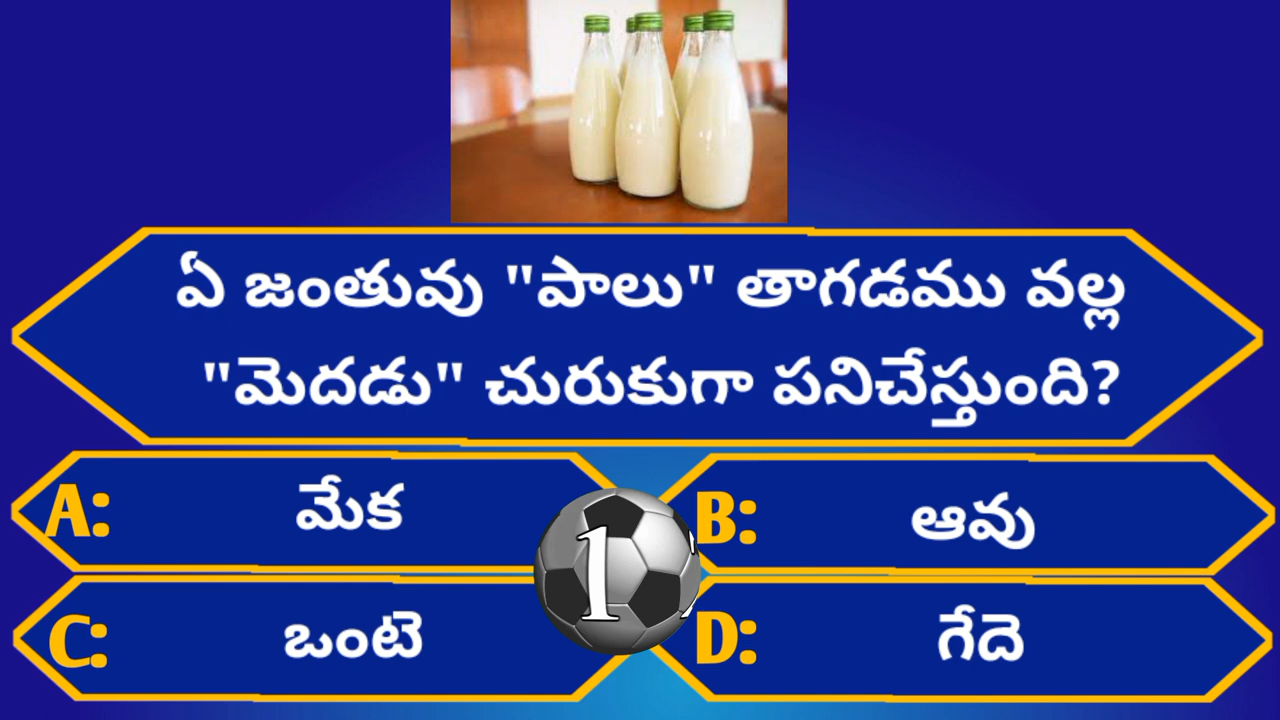 ఏ జంతువు "పాలు" తాగడము వల్ల
"మెదడు" చురుకుగా పనిచేస్తుంది?
A: మేక
B: ఆవు
1
C: ఒంటె
D: గేదె